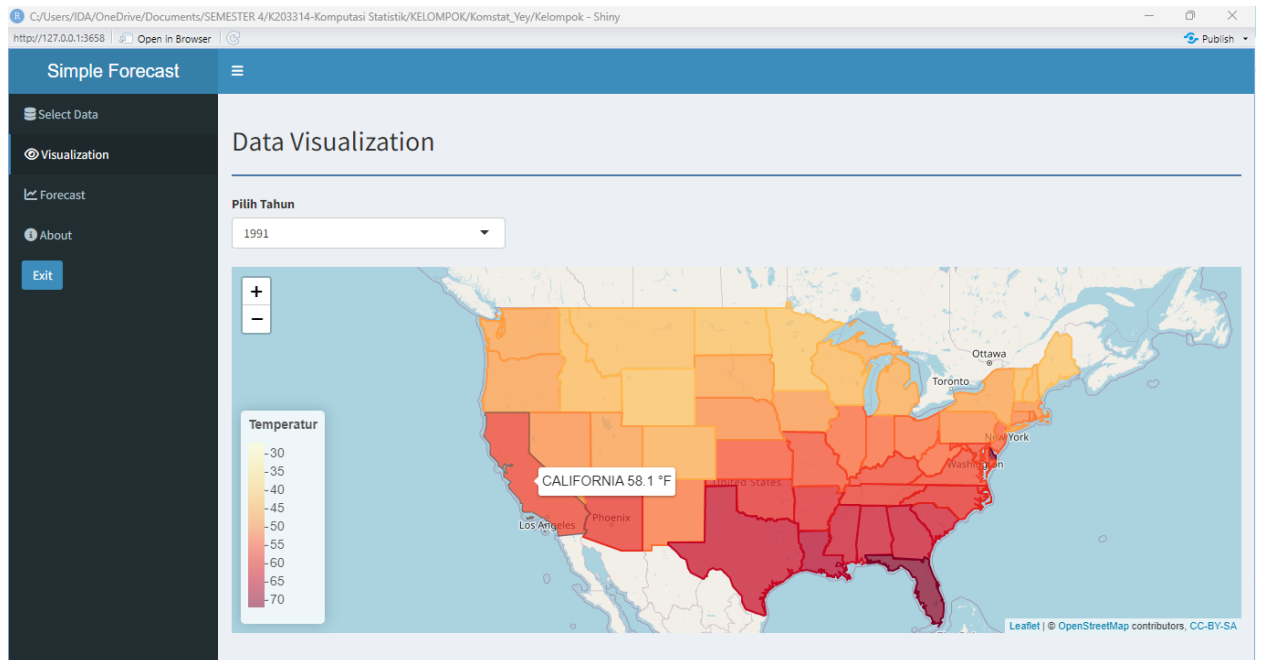 C:/Users/IDA/OneDrive/Documents/SEMESTER 4/K203314-Komputasi Statistik/KELOMPOK/Komstat_Yey/Kelompok - Shiny
http://127.0.0.1:3658 Open in Browser Publish
Simple Forecast
Select Data
Visualization
Forecast
About
Exit
Data Visualization
Pilih Tahun
1991
+
−
Ottawa
Toronto
New York
Washington
United States
CALIFORNIA 58.1 °F
Los Angeles
Phoenix
Temperatur
30
35
40
45
50
55
60
65
70
Leaflet | © OpenStreetMap contributors, CC-BY-SA